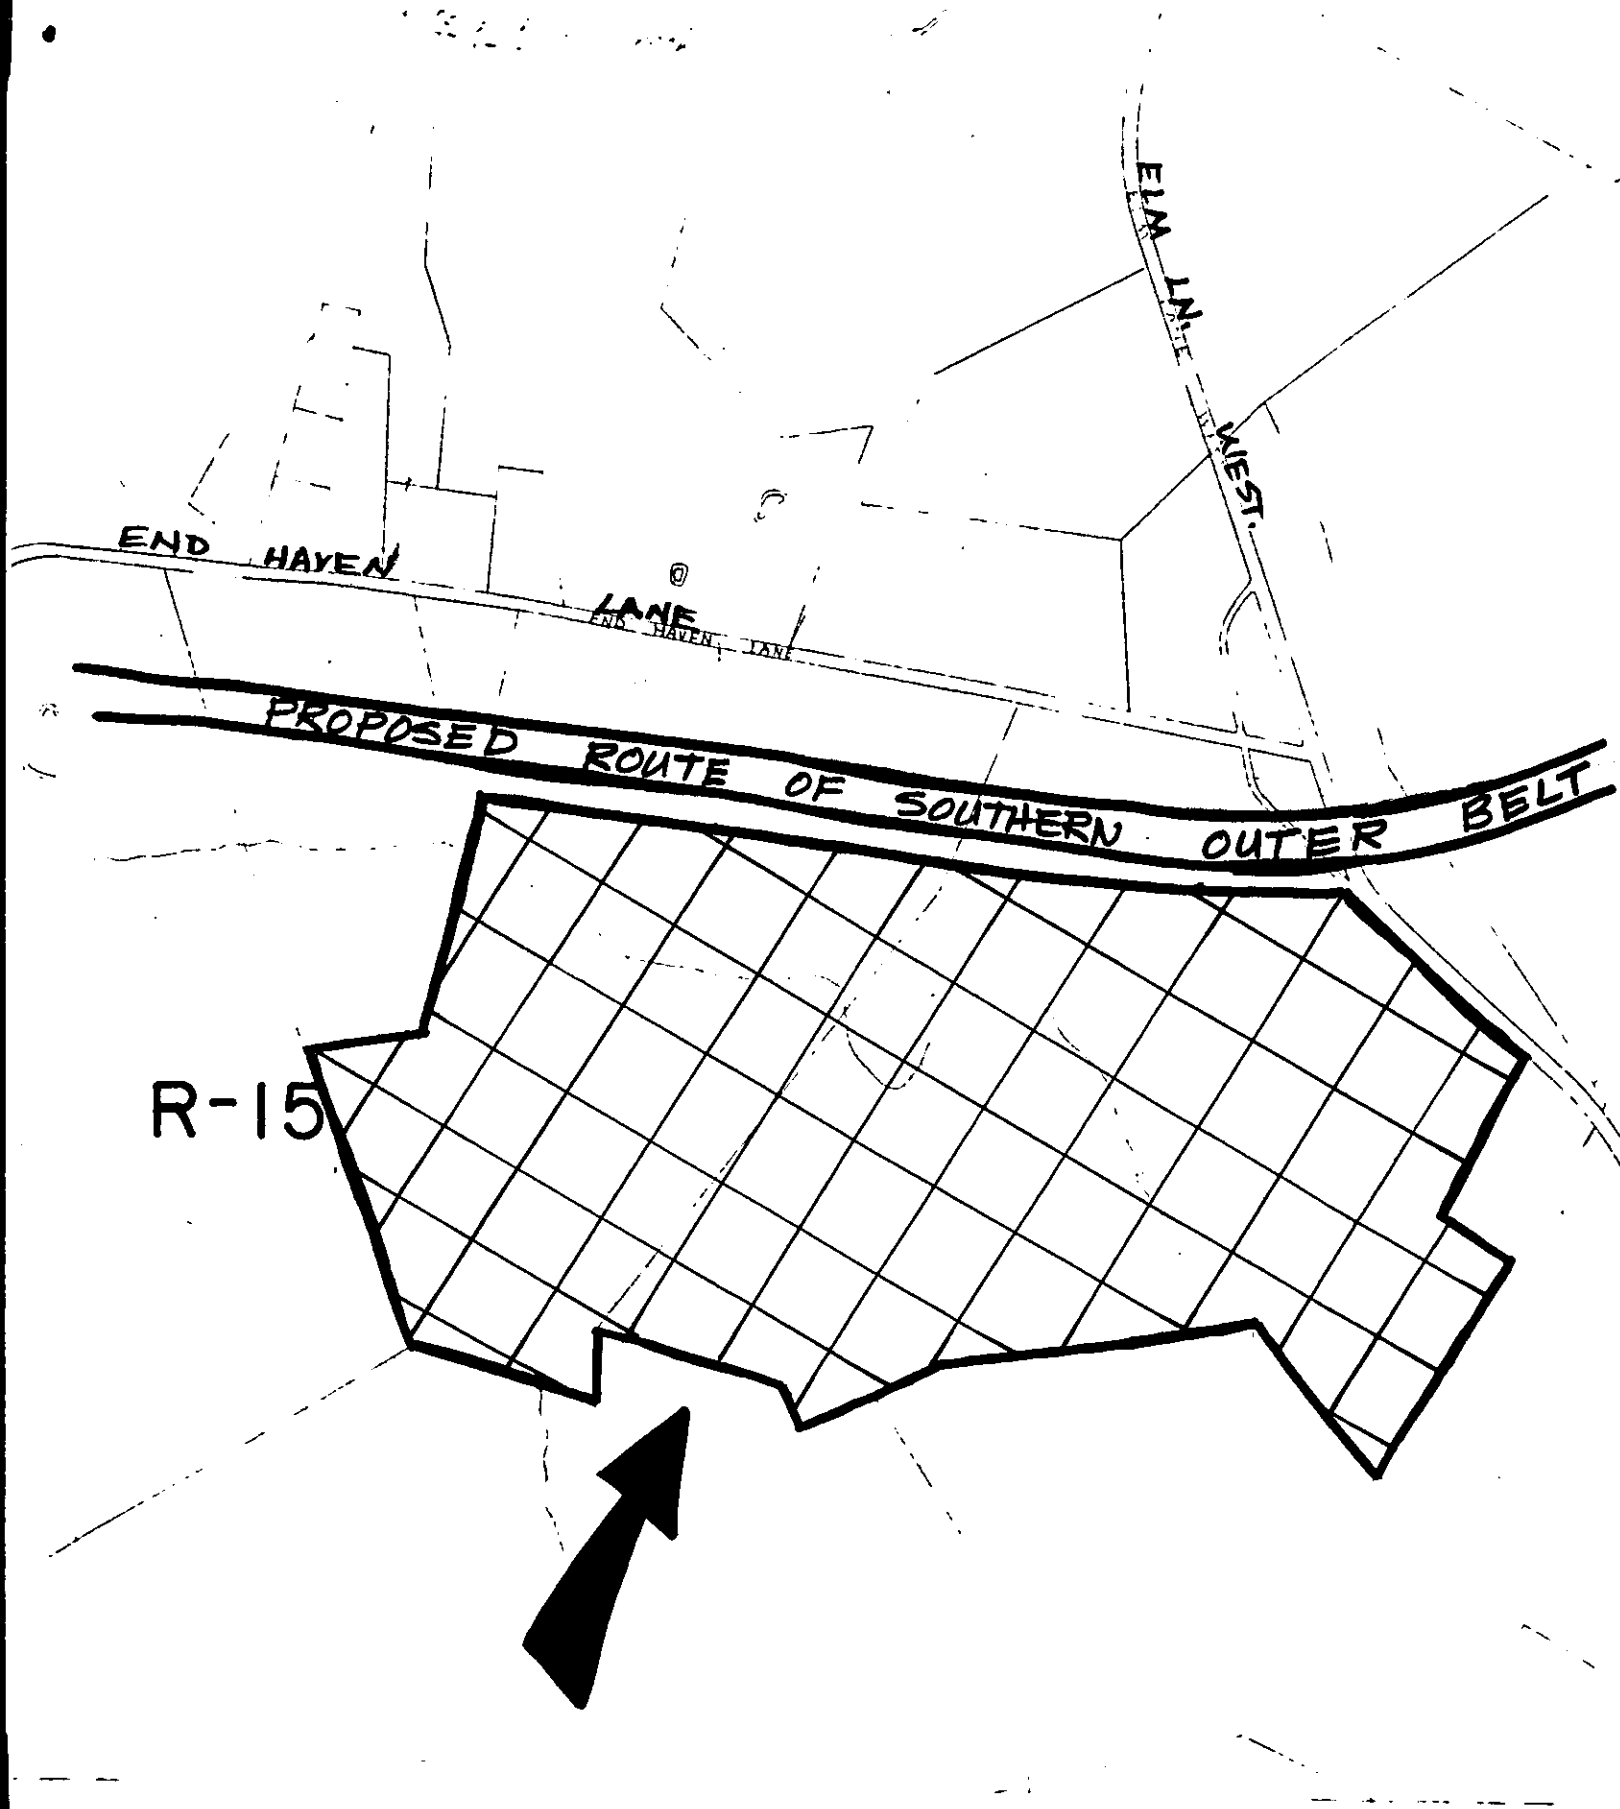 ELM LN. WEST.
END HAVEN LANE
END HAVEN LANE
PROPOSED ROUTE OF SOUTHERN OUTER BELT
R-15